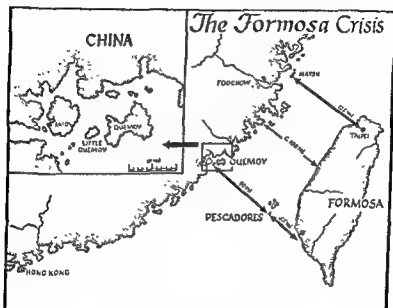 The Formosa Crisis
CHINA
AMOY
QUEMOY
LITTLE
QUEMOY
FOOCHOW
MATSU
TAIPEI
QUEMOY
PESCADORES
FORMOSA
HONG KONG